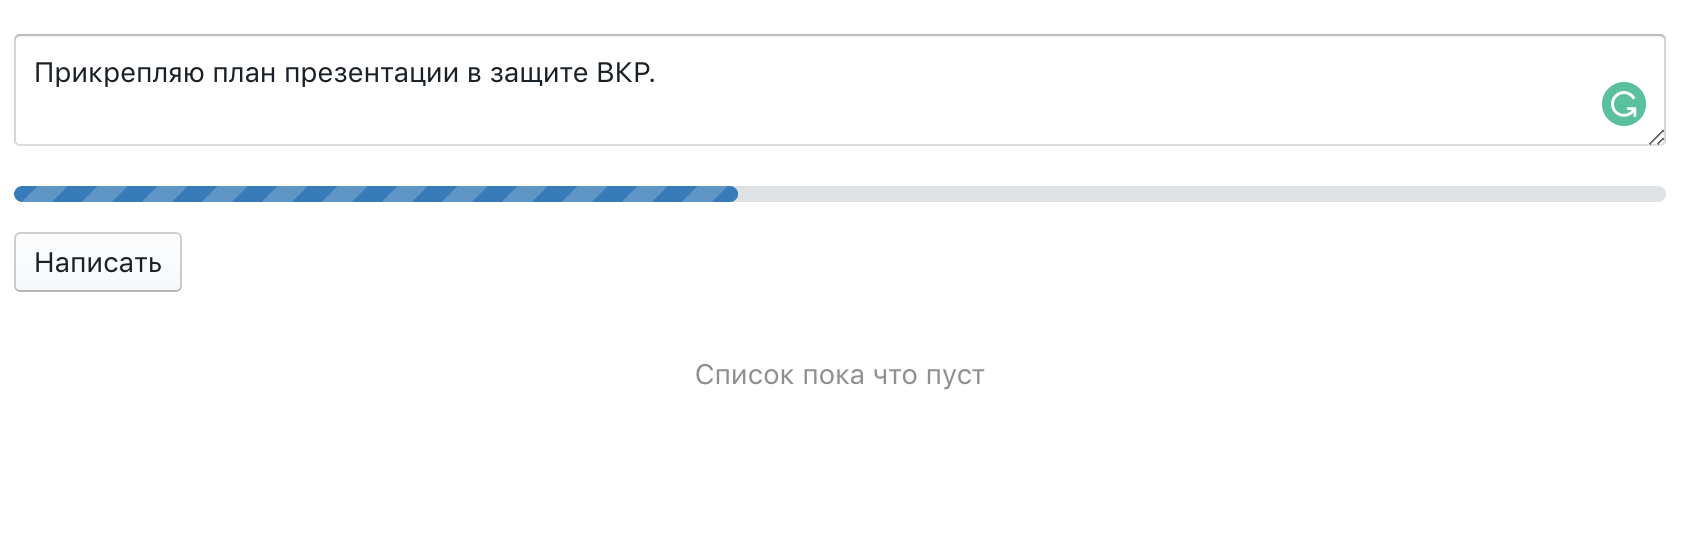 Прикрепляю план презентации в защите ВКР.
Написать
Список пока что пуст